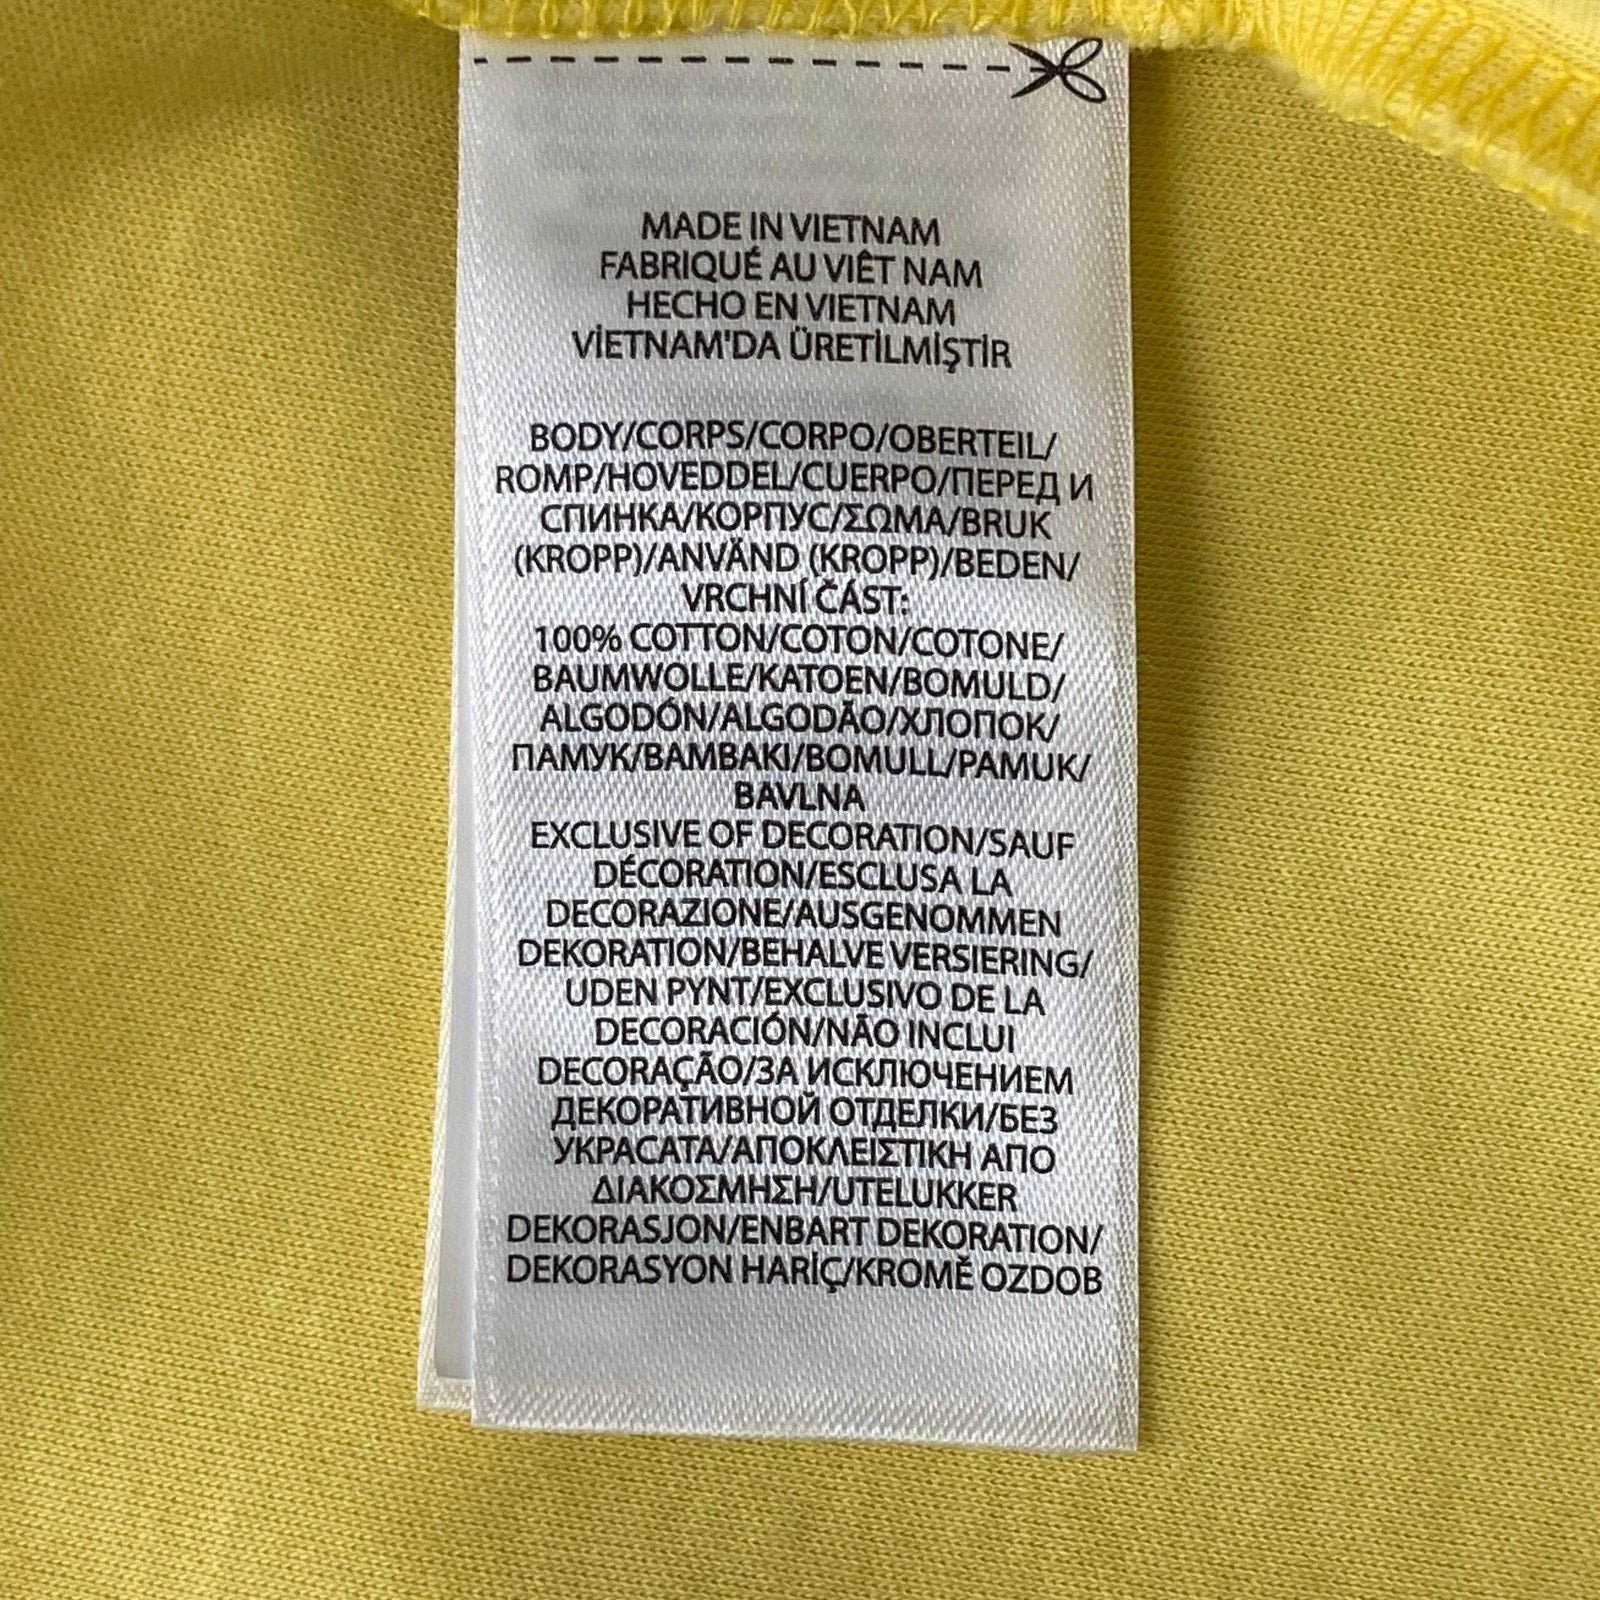 MADE IN VIETNAM
FABRIQUÉ AU VIÊT NAM
HECHO EN VIETNAM
VİETNAM'DA ÜRETİLMİŞTİR
BODY/CORPS/CORPO/OBERTEIL/
ROMP/HOVEDDEL/CUERPO/ПЕРЕД И
СПИНКА/КОРПУС/ΣΩΜΑ/BRUK
(KROPP)/ANVÄND (KROPP)/BEDEN/
VRCHNÍ ČÁST:
100% COTTON/COTON/COTONE/
BAUMWOLLE/KATOEN/BOMULD/
ALGODÓN/ALGODÃO/ХЛОПОК/
ПАМУК/ΒΑΜΒΑΚΙ/BOMULL/PAMUK/
BAVLNA
EXCLUSIVE OF DECORATION/SAUF
DÉCORATION/ESCLUSA LA
DECORAZIONE/AUSGENOMMEN
DEKORATION/BEHALVE VERSIERING/
UDEN PYNT/EXCLUSIVO DE LA
DECORACIÓN/NÃO INCLUI
DECORAÇÃO/ЗА ИСКЛЮЧЕНИЕМ
ДЕКОРАТИВНОЙ ОТДЕЛКИ/БЕЗ
УКРАСАТА/ΑΠΟΚΛΕΙΣΤΙΚΗ ΑΠΟ
ΔΙΑΚΟΣΜΗΣΗ/UTELUKKER
DEKORASJON/ENBART DEKORATION/
DEKORASYON HARİÇ/KROMĚ OZDOB